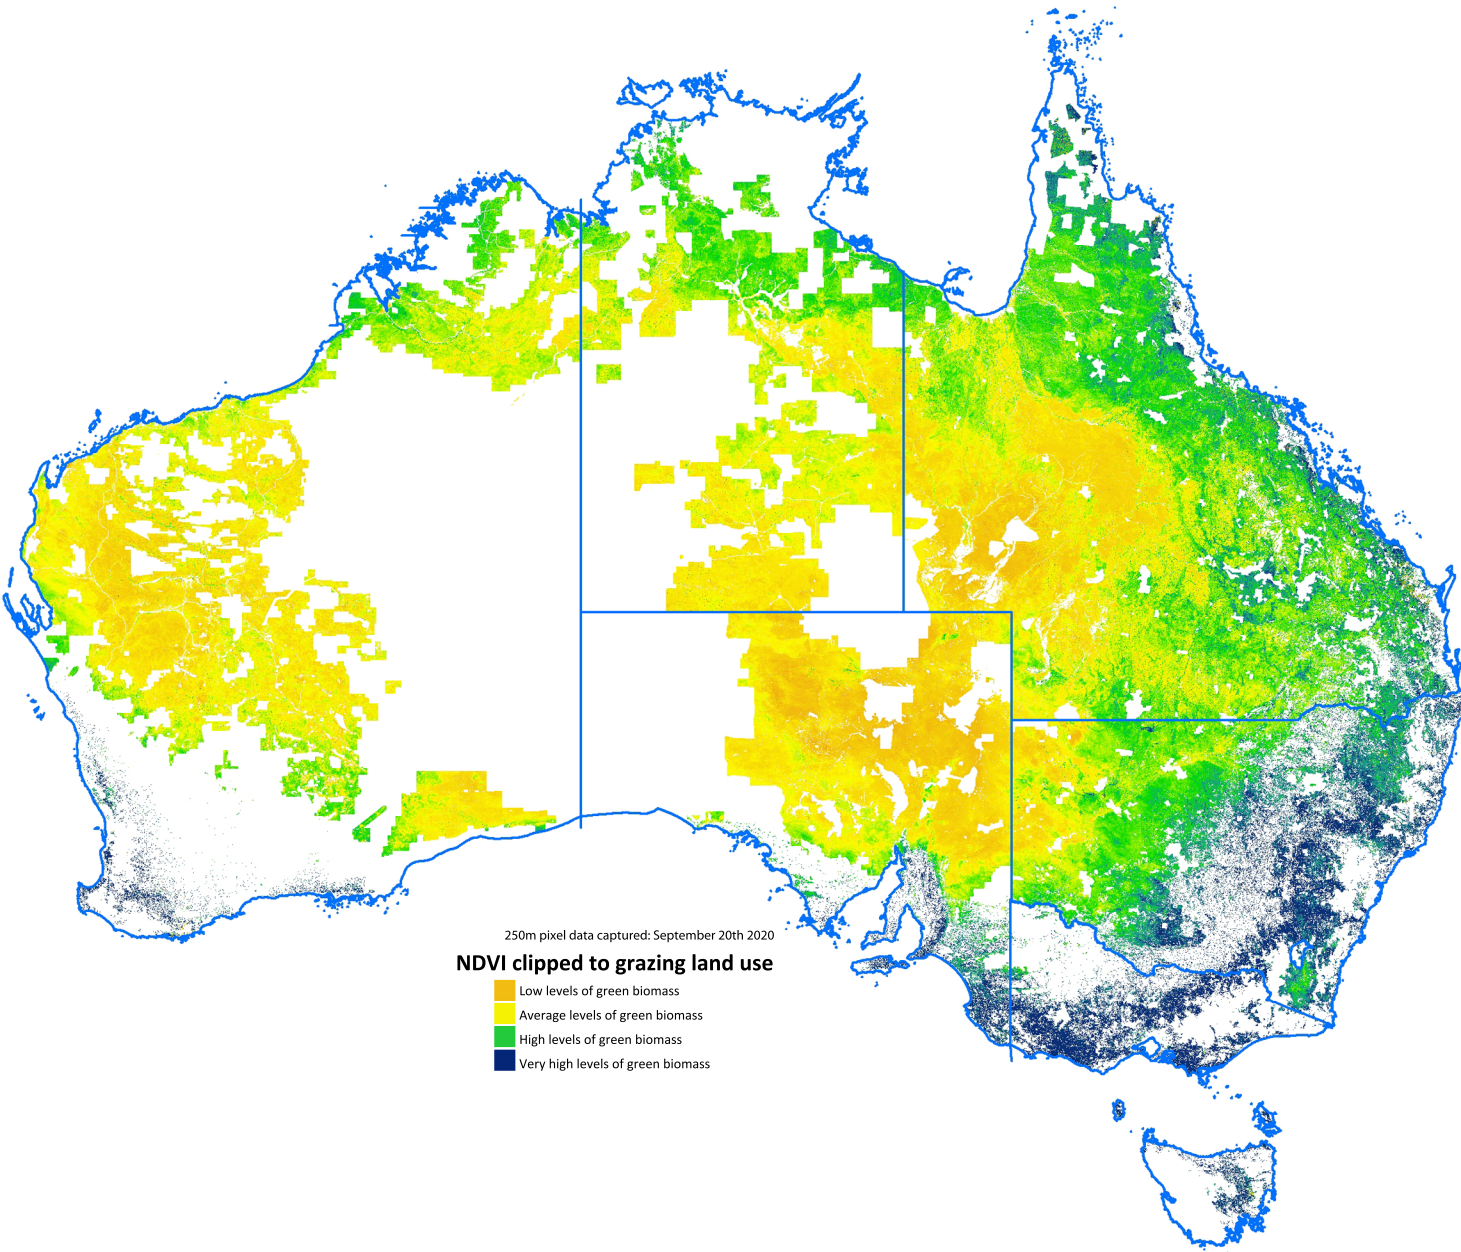 250m pixel data captured: September 20th 2020
NDVI clipped to grazing land use
Low levels of green biomass
Average levels of green biomass
High levels of green biomass
Very high levels of green biomass